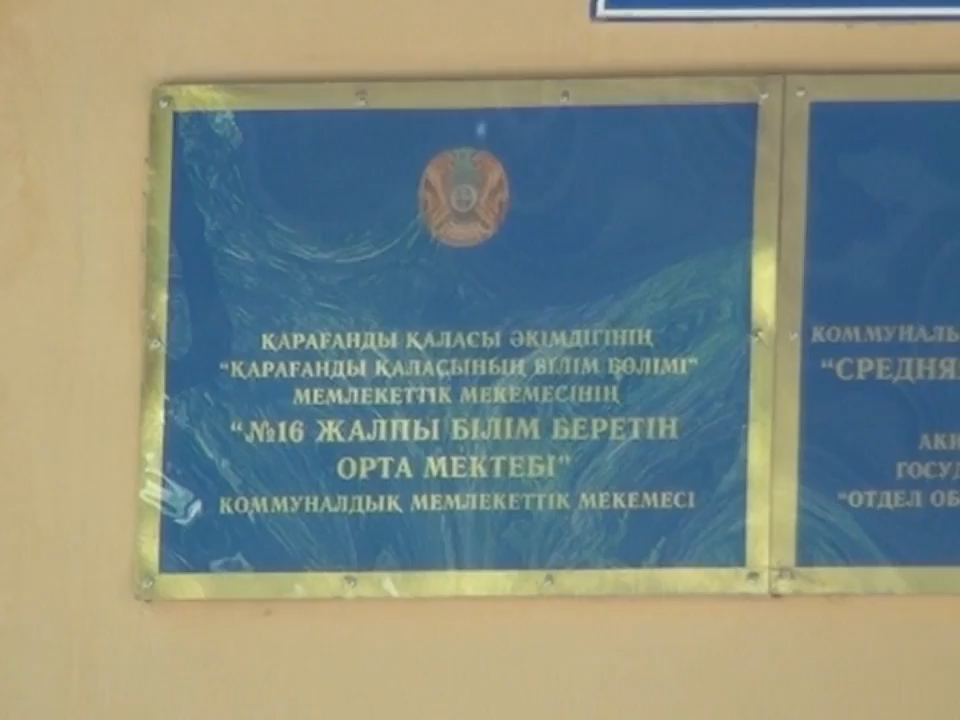 ҚАРАҒАНДЫ ҚАЛАСЫ ӘКІМДІГІНІҢ
“ҚАРАҒАНДЫ ҚАЛАСЫНЫҢ БІЛІМ БӨЛІМІ”
МЕМЛЕКЕТТІК МЕКЕМЕСІНІҢ
“№16 ЖАЛПЫ БІЛІМ БЕРЕТІН
ОРТА МЕКТЕБІ”
КОММУНАЛДЫҚ МЕМЛЕКЕТТІК МЕКЕМЕСІ
КОММУНАЛЬ
“СРЕДНЯ
АКИ
ГОСУД
“ОТДЕЛ ОБ